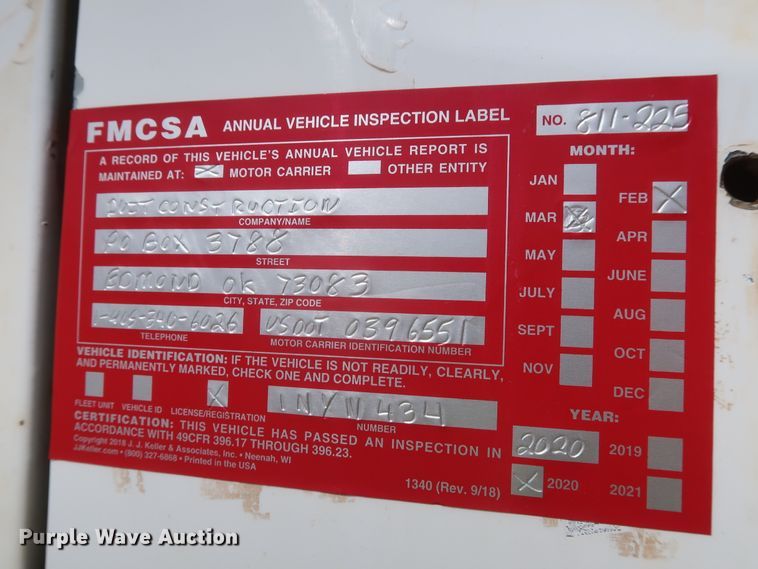 FMCSA ANNUAL VEHICLE INSPECTION LABEL
NO. 811-225
A RECORD OF THIS VEHICLE'S ANNUAL VEHICLE REPORT IS
MAINTAINED AT: X MOTOR CARRIER OTHER ENTITY
CONSTRUCTION
COMPANY/NAME
PO BOX 3788
STREET
EDMOND OK 73083
CITY, STATE, ZIP CODE
-405-340-6026 USDOT 0396551
TELEPHONE MOTOR CARRIER IDENTIFICATION NUMBER
VEHICLE IDENTIFICATION: IF THE VEHICLE IS NOT READILY, CLEARLY,
AND PERMANENTLY MARKED, CHECK ONE AND COMPLETE.
X
FLEET UNIT VEHICLE ID LICENSE/REGISTRATION NUMBER
CERTIFICATION: THIS VEHICLE HAS PASSED AN INSPECTION IN
ACCORDANCE WITH 49CFR 396.17 THROUGH 396.23.
Copyright 2018 J. J. Keller & Associates, Inc. • Neenah, WI
JJKeller.com • (800) 327-6868 • Printed in the USA
1340 (Rev. 9/18)
MONTH:
JAN
FEB X
MAR
APR
MAY
JUNE
JULY
AUG
SEPT
OCT
NOV
DEC
YEAR:
2020 2019
X 2020 2021
Purple Wave Auction